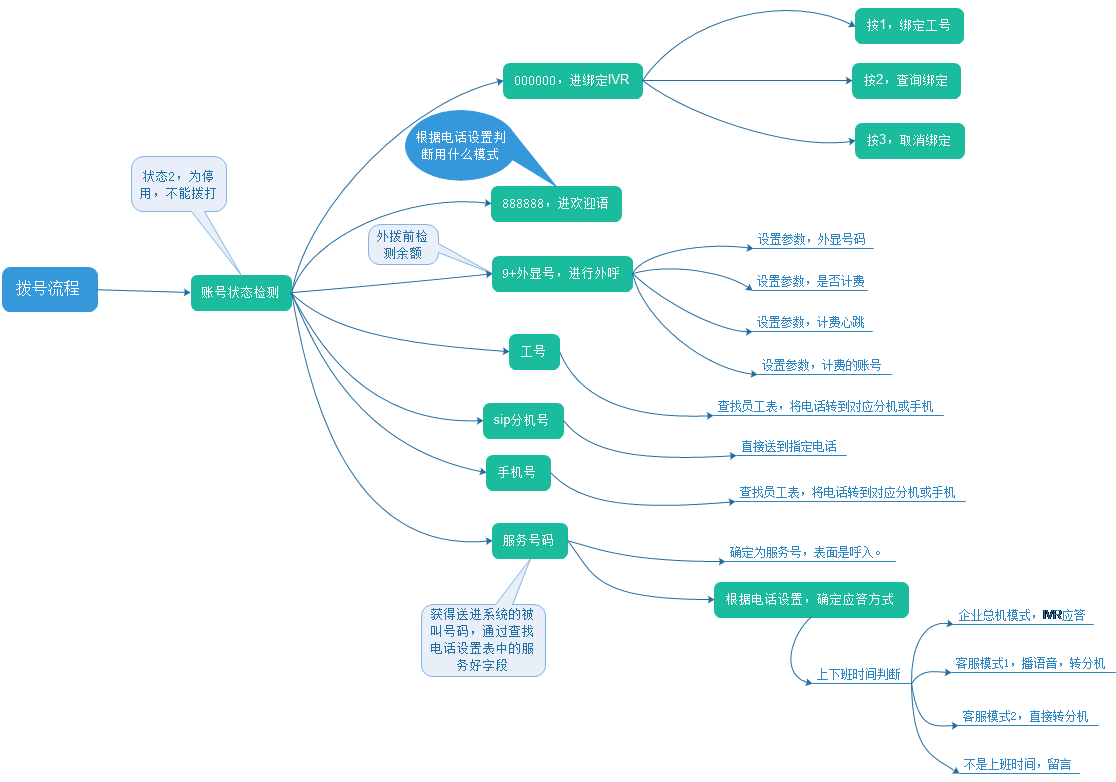 拨号流程
状态2，为停
用，不能拨打
账号状态检测
000000，进绑定IVR
按1，绑定工号
按2，查询绑定
按3，取消绑定
根据电话设置判
断用什么模式
888888，进欢迎语
外拨前检
测余额
9+外显号，进行外呼
设置参数，外显号码
设置参数，是否计费
设置参数，计费心跳
设置参数，计费的账号
工号
查找员工表，将电话转到对应分机或手机
sip分机号
直接送到指定电话
手机号
查找员工表，将电话转到对应分机或手机
服务号码
获得送进系统的被
叫号码，通过查找
电话设置表中的服
务好字段
确定为服务号，表面是呼入。
根据电话设置，确定应答方式
上下班时间判断
企业总机模式，IVR应答
客服模式1，播语音，转分机
客服模式2，直接转分机
不是上班时间，留言